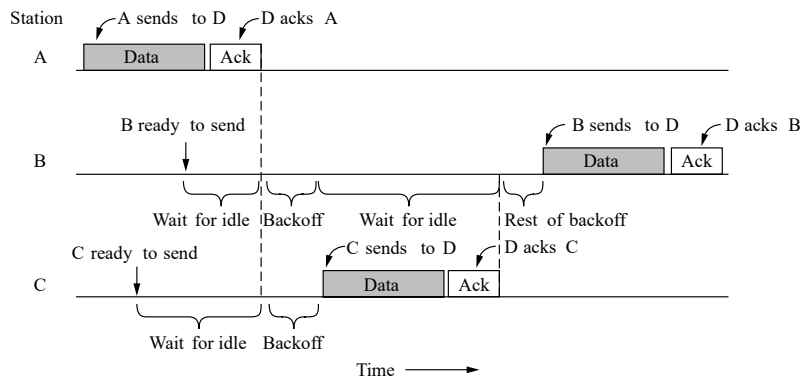 Station
A sends to D
D acks A
A
Data
Ack
B ready to send
B sends to D
D acks B
B
Data
Ack
Wait for idle
Backoff
Wait for idle
Rest of backoff
C ready to send
C sends to D
D acks C
C
Data
Ack
Wait for idle
Backoff
Time